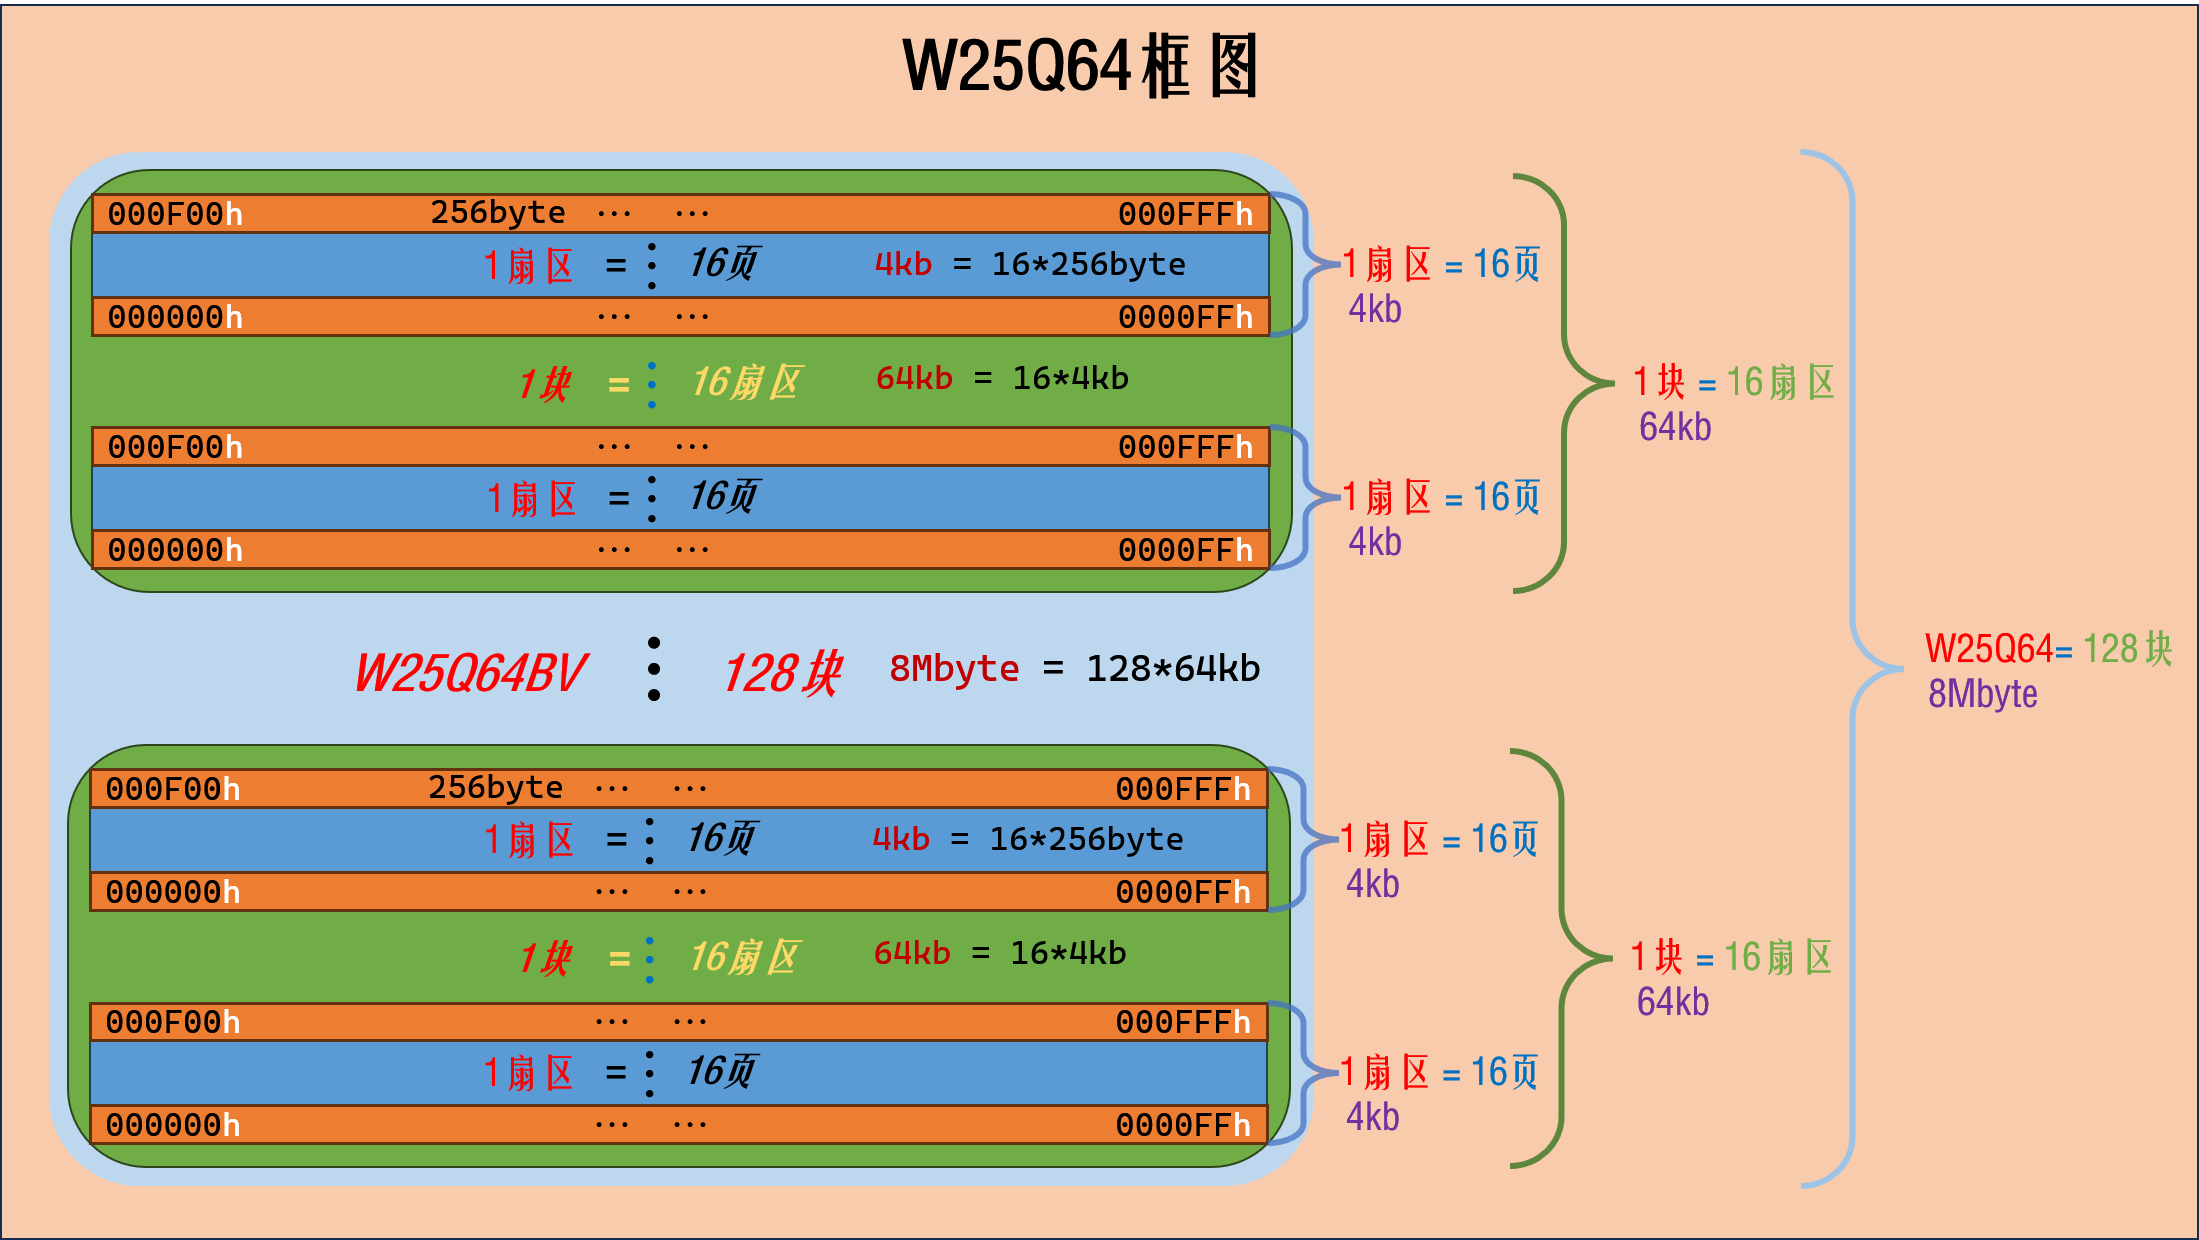 W25Q64框图
000F00h 256byte … … 000FFFh
1扇区 = ⋮ 16页 4kb = 16*256byte
000000h … … 0000FFh
1扇区 = 16页
4kb
1块 = ⋮ 16扇区 64kb = 16*4kb
1块 = 16扇区
64kb
000F00h … … 000FFFh
1扇区 = ⋮ 16页
000000h … … 0000FFh
1扇区 = 16页
4kb
W25Q64BV ⋮ 128块 8Mbyte = 128*64kb
W25Q64= 128块
8Mbyte
000F00h 256byte … … 000FFFh
1扇区 = ⋮ 16页 4kb = 16*256byte
000000h … … 0000FFh
1扇区 = 16页
4kb
1块 = ⋮ 16扇区 64kb = 16*4kb
1块 = 16扇区
64kb
000F00h … … 000FFFh
1扇区 = ⋮ 16页
000000h … … 0000FFh
1扇区 = 16页
4kb